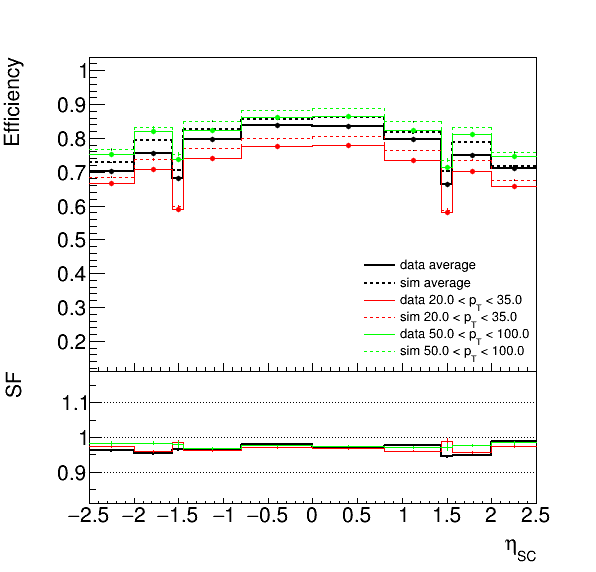 Efficiency
1
0.9
0.8
0.7
0.6
0.5
0.4
0.3
0.2
data average
sim average
data 20.0 < p_T < 35.0
sim 20.0 < p_T < 35.0
data 50.0 < p_T < 100.0
sim 50.0 < p_T < 100.0
SF
1.1
1
0.9
−2.5 −2 −1.5 −1 −0.5 0 0.5 1 1.5 2 2.5
η_SC